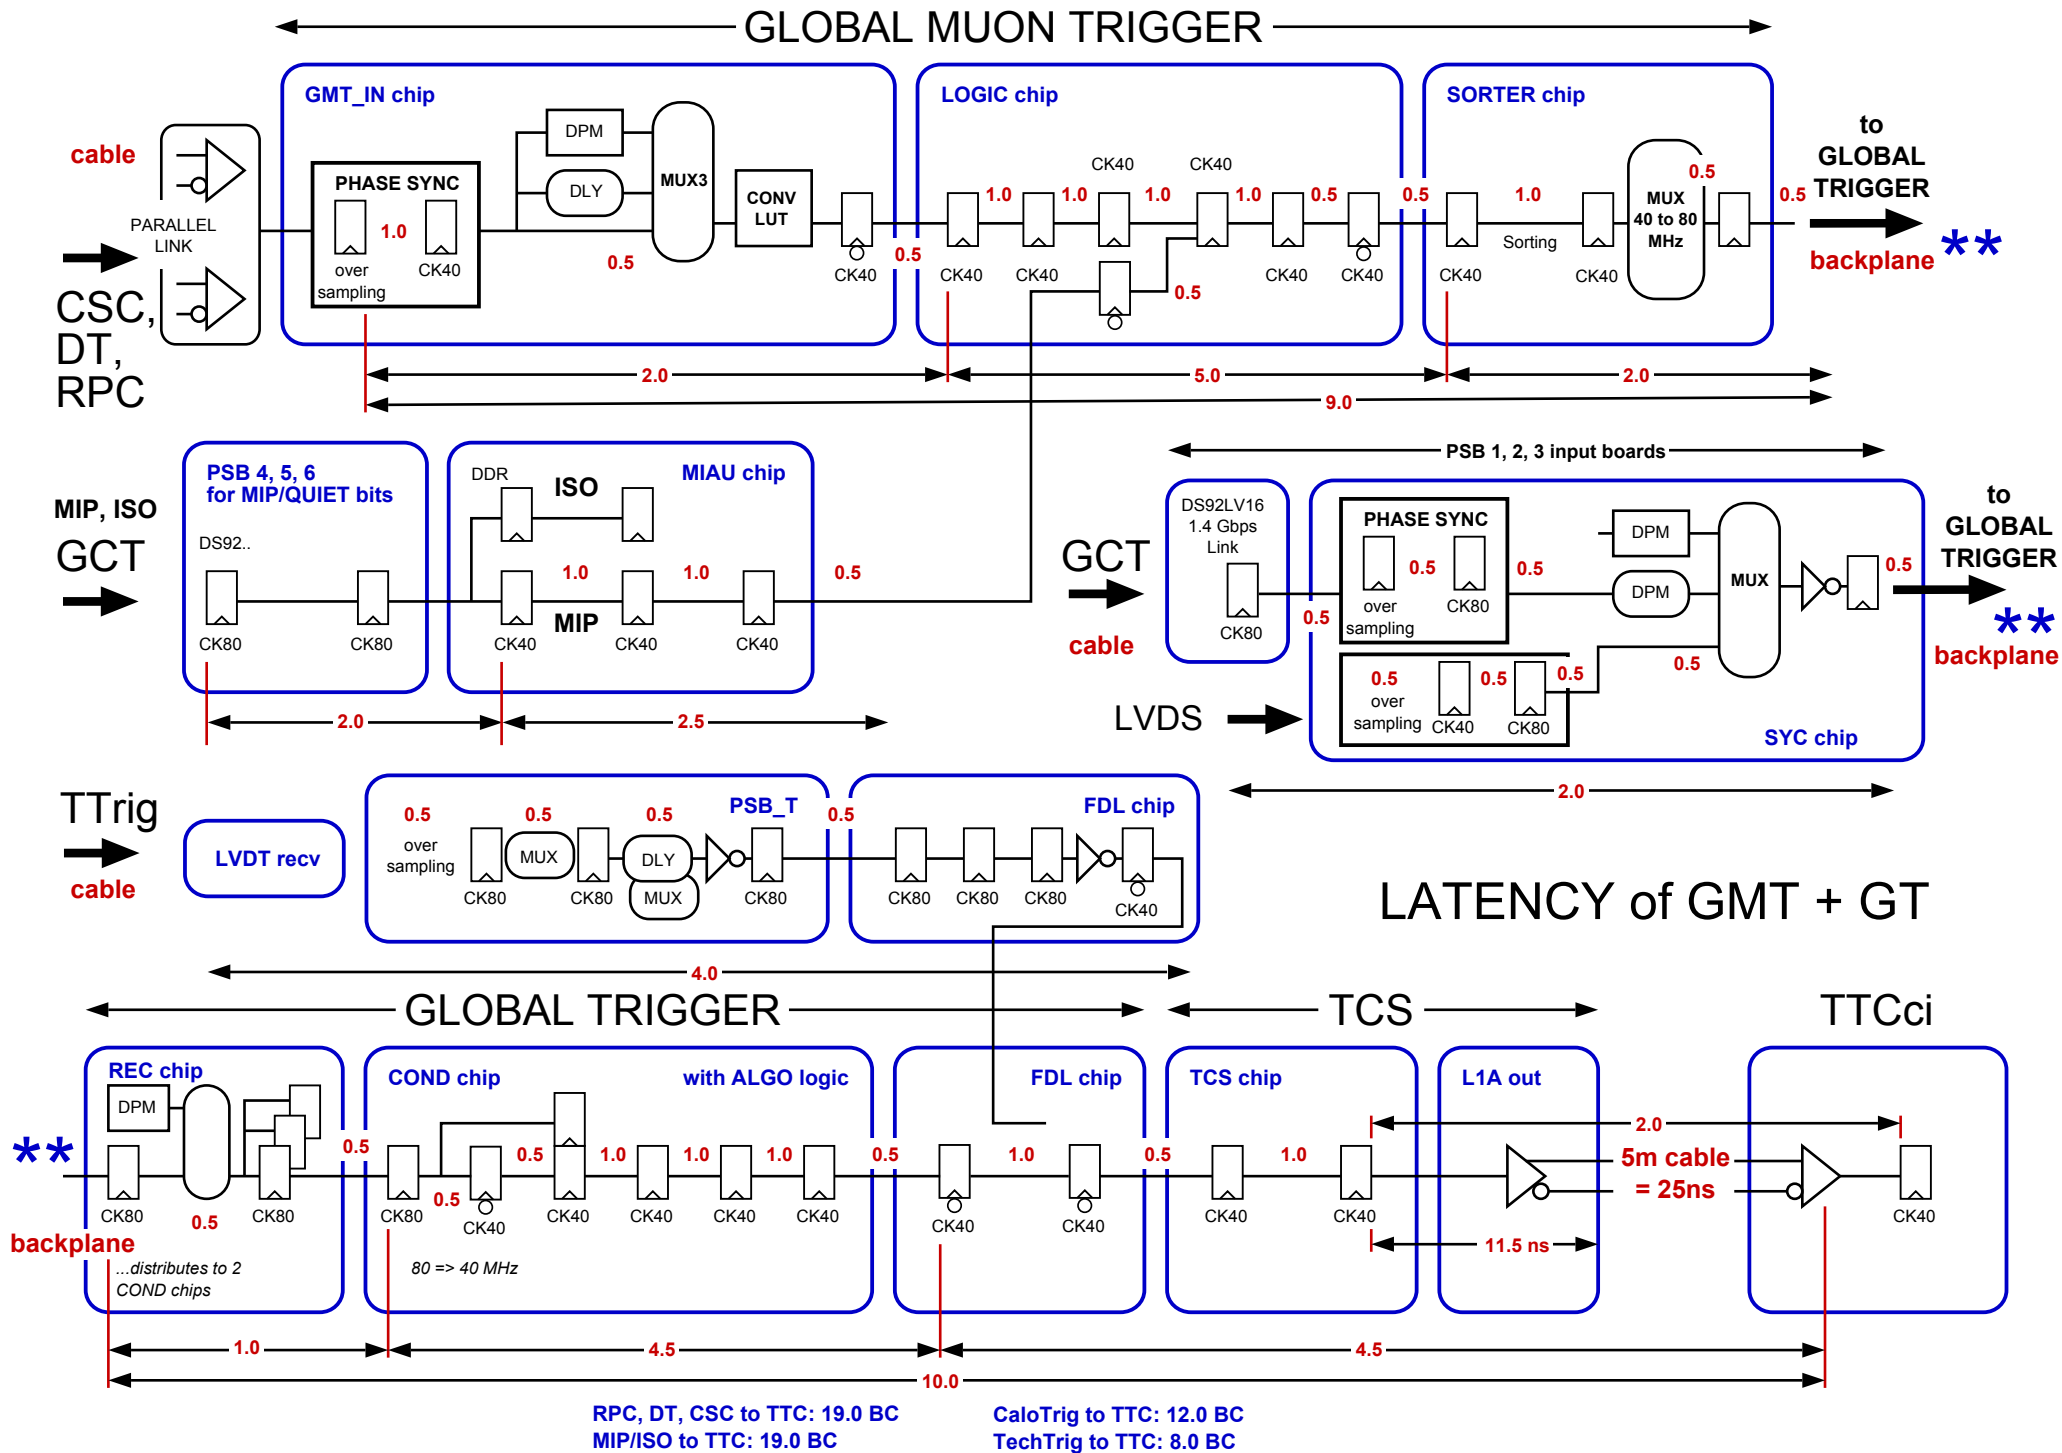 GLOBAL MUON TRIGGER
GMT_IN chip
LOGIC chip
SORTER chip
cable
PARALLEL
LINK
CSC,
DT,
RPC
PHASE SYNC
1.0
over
sampling
CK40
DPM
DLY
MUX3
0.5
CONV
LUT
CK40
0.5
CK40
1.0
CK40
1.0
CK40
1.0
CK40
1.0
CK40
0.5
CK40
0.5
0.5
CK40
1.0
Sorting
CK40
MUX
40 to 80
MHz
0.5
0.5
to
GLOBAL
TRIGGER
backplane
**
2.0
5.0
2.0
9.0
MIP, ISO
GCT
PSB 4, 5, 6
for MIP/QUIET bits
DS92..
CK80
CK80
MIAU chip
DDR
ISO
1.0
1.0
MIP
CK40
CK40
CK40
0.5
2.0
2.5
PSB 1, 2, 3 input boards
GCT
cable
DS92LV16
1.4 Gbps
Link
CK80
0.5
PHASE SYNC
0.5
over
sampling
CK80
0.5
DPM
DPM
MUX
0.5
to
GLOBAL
TRIGGER
**
backplane
LVDS
0.5
over
sampling
CK40
0.5
CK80
0.5
0.5
SYC chip
2.0
TTrig
cable
LVDT recv
PSB_T
0.5
over
sampling
CK80
0.5
MUX
CK80
0.5
DLY
MUX
CK80
0.5
FDL chip
CK80
CK80
CK80
CK40
4.0
LATENCY of GMT + GT
GLOBAL TRIGGER
TCS
TTCci
**
backplane
REC chip
DPM
CK80
0.5
CK80
...distributes to 2
COND chips
0.5
COND chip
with ALGO logic
CK80
0.5
CK40
0.5
CK40
1.0
CK40
1.0
CK40
1.0
CK40
80 => 40 MHz
0.5
FDL chip
CK40
1.0
CK40
0.5
TCS chip
CK40
1.0
CK40
L1A out
2.0
5m cable
= 25ns
11.5 ns
CK40
1.0
4.5
4.5
10.0
RPC, DT, CSC to TTC: 19.0 BC
MIP/ISO to TTC: 19.0 BC
CaloTrig to TTC: 12.0 BC
TechTrig to TTC: 8.0 BC